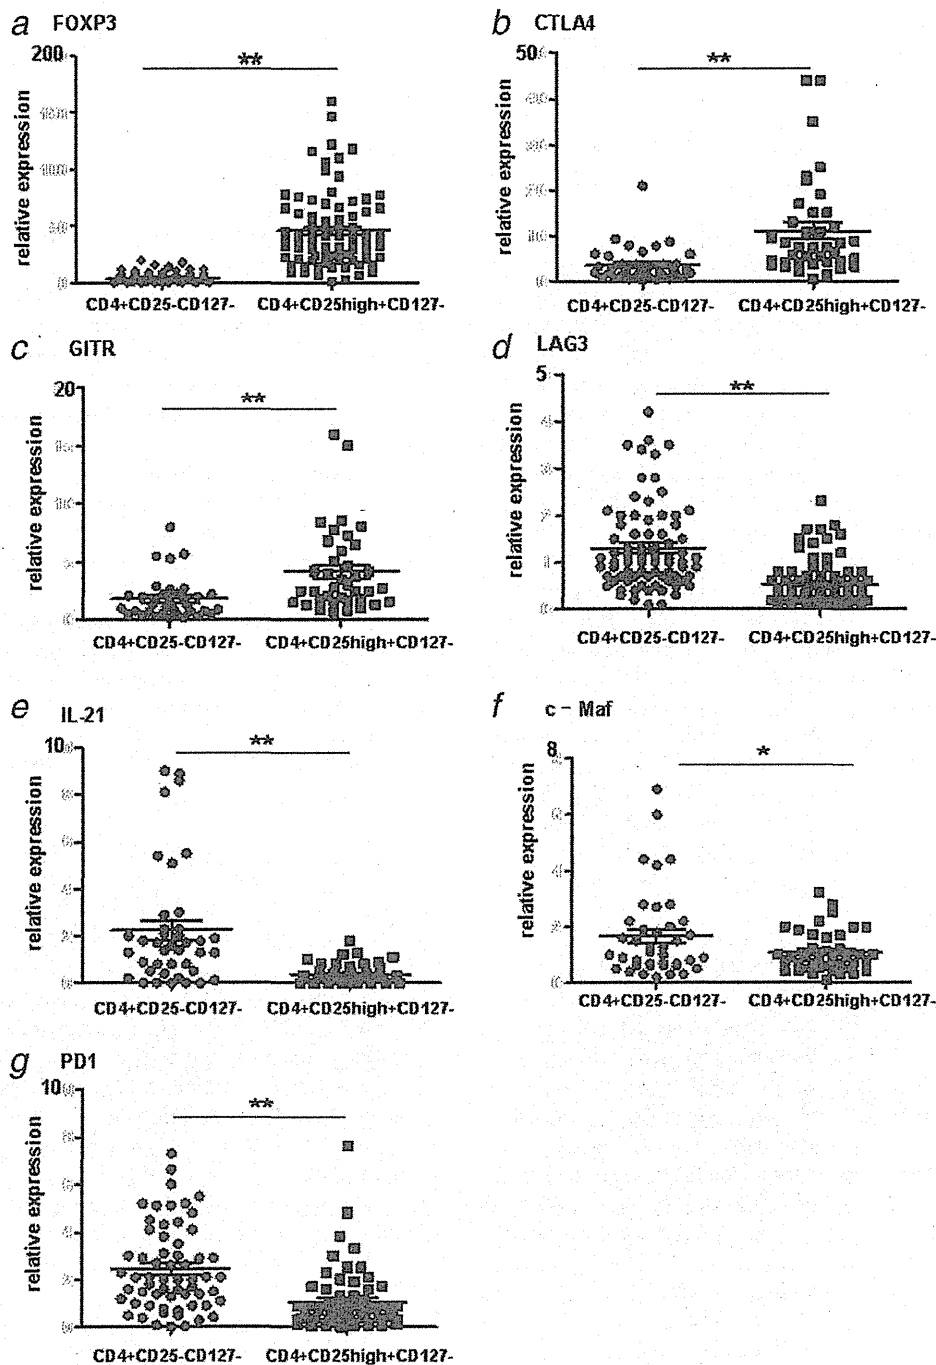 a FOXP3
b CTLA4
200
**
relative expression
CD4+CD25-CD127-
CD4+CD25high+CD127-
50
**
relative expression
CD4+CD25-CD127-
CD4+CD25high+CD127-
c GITR
d LAG3
20
**
relative expression
CD4+CD25-CD127-
CD4+CD25high+CD127-
5
**
relative expression
CD4+CD25-CD127-
CD4+CD25high+CD127-
e IL-21
f c-Maf
10
**
relative expression
CD4+CD25-CD127-
CD4+CD25high+CD127-
8
*
relative expression
CD4+CD25-CD127-
CD4+CD25high+CD127-
g PD1
10
**
relative expression
CD4+CD25-CD127-
CD4+CD25high+CD127-